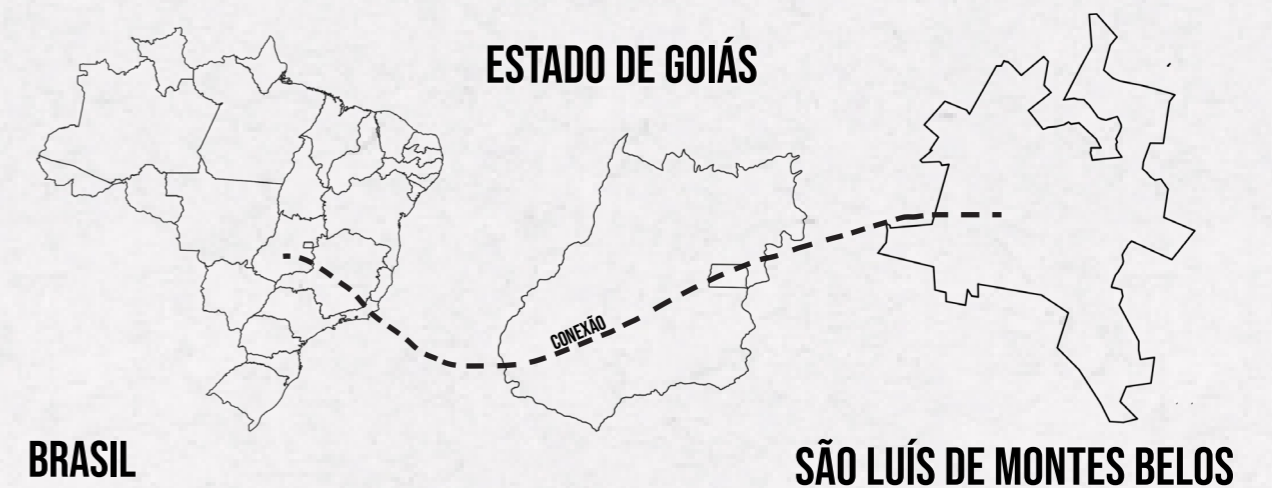 ESTADO DE GOIÁS
CONEXÃO
BRASIL
SÃO LUÍS DE MONTES BELOS